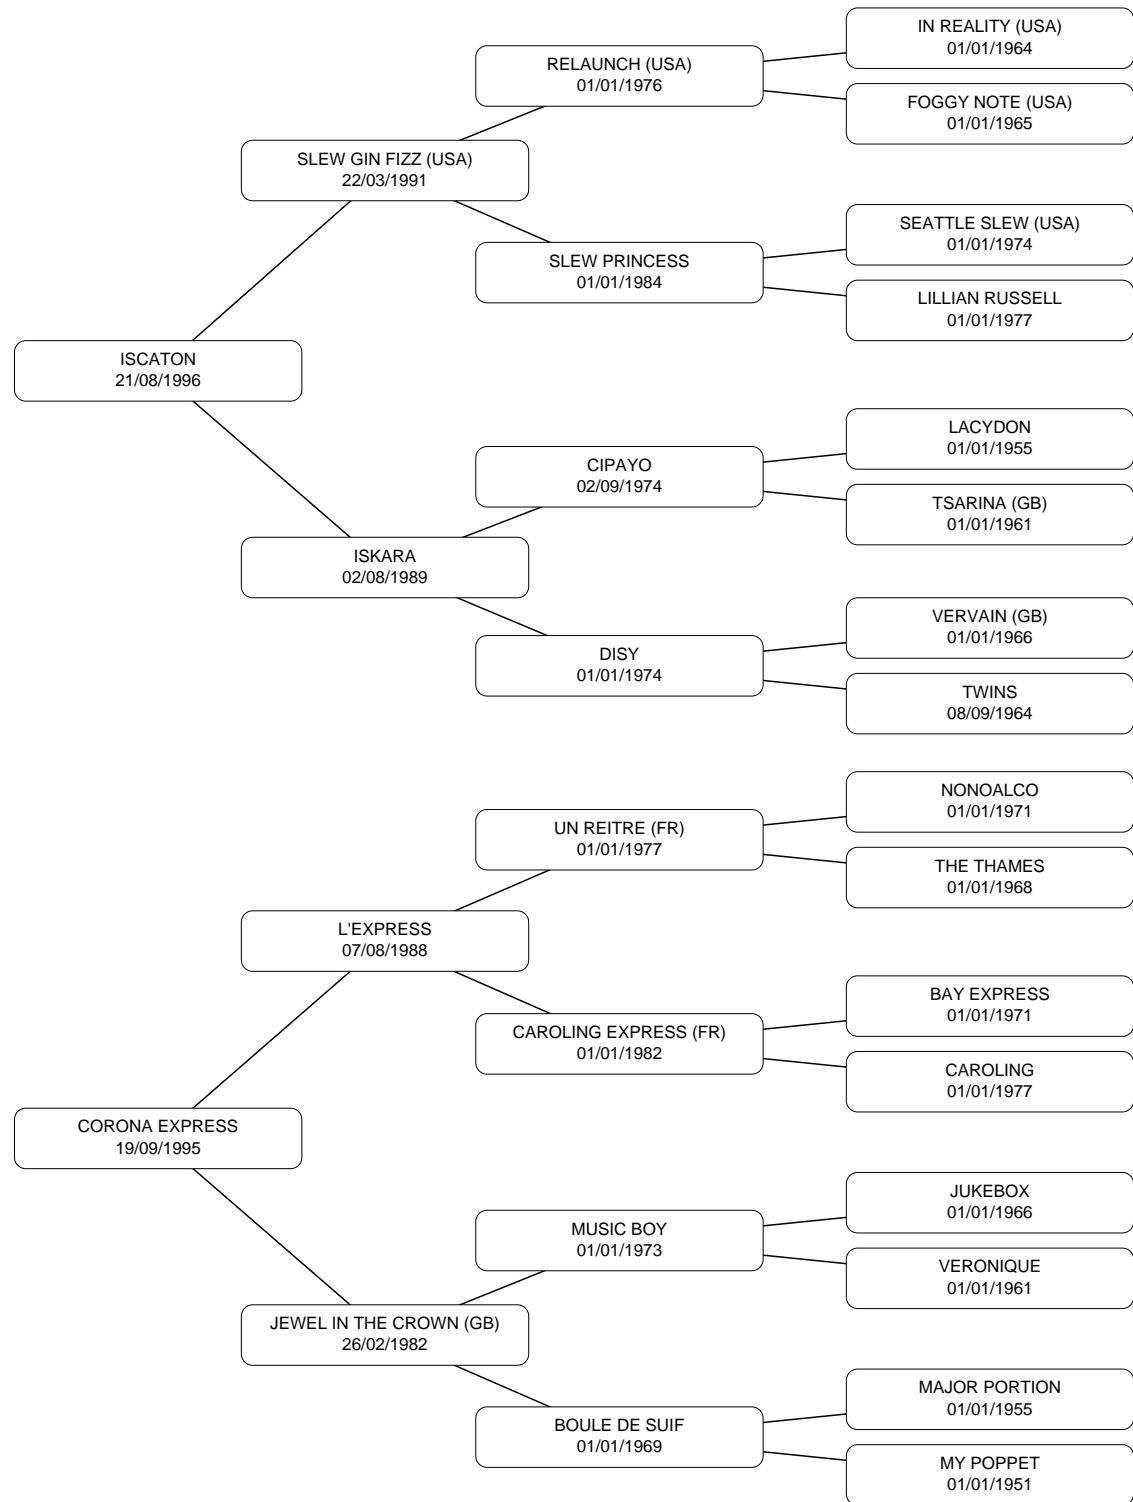 IN REALITY (USA)
01/01/1964
RELAUNCH (USA)
01/01/1976
FOGGY NOTE (USA)
01/01/1965
SLEW GIN FIZZ (USA)
22/03/1991
SEATTLE SLEW (USA)
01/01/1974
SLEW PRINCESS
01/01/1984
LILLIAN RUSSELL
01/01/1977
ISCATON
21/08/1996
LACYDON
01/01/1955
CIPAYO
02/09/1974
TSARINA (GB)
01/01/1961
ISKARA
02/08/1989
VERVAIN (GB)
01/01/1966
DISY
01/01/1974
TWINS
08/09/1964
NONOALCO
01/01/1971
UN REITRE (FR)
01/01/1977
THE THAMES
01/01/1968
L'EXPRESS
07/08/1988
BAY EXPRESS
01/01/1971
CAROLING EXPRESS (FR)
01/01/1982
CAROLING
01/01/1977
CORONA EXPRESS
19/09/1995
JUKEBOX
01/01/1966
MUSIC BOY
01/01/1973
VERONIQUE
01/01/1961
JEWEL IN THE CROWN (GB)
26/02/1982
MAJOR PORTION
01/01/1955
BOULE DE SUIF
01/01/1969
MY POPPET
01/01/1951